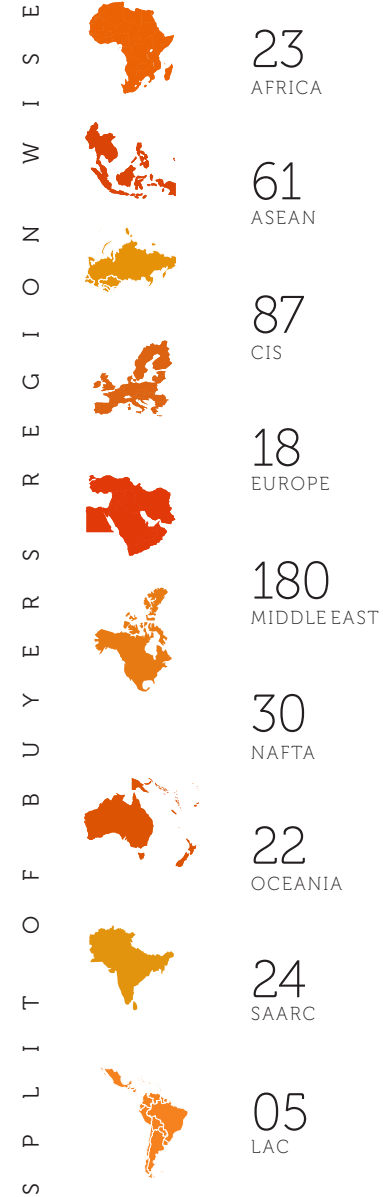 SPLIT OF BUYERS REGION WISE
23
AFRICA
61
ASEAN
87
CIS
18
EUROPE
180
MIDDLE EAST
30
NAFTA
22
OCEANIA
24
SAARC
05
LAC